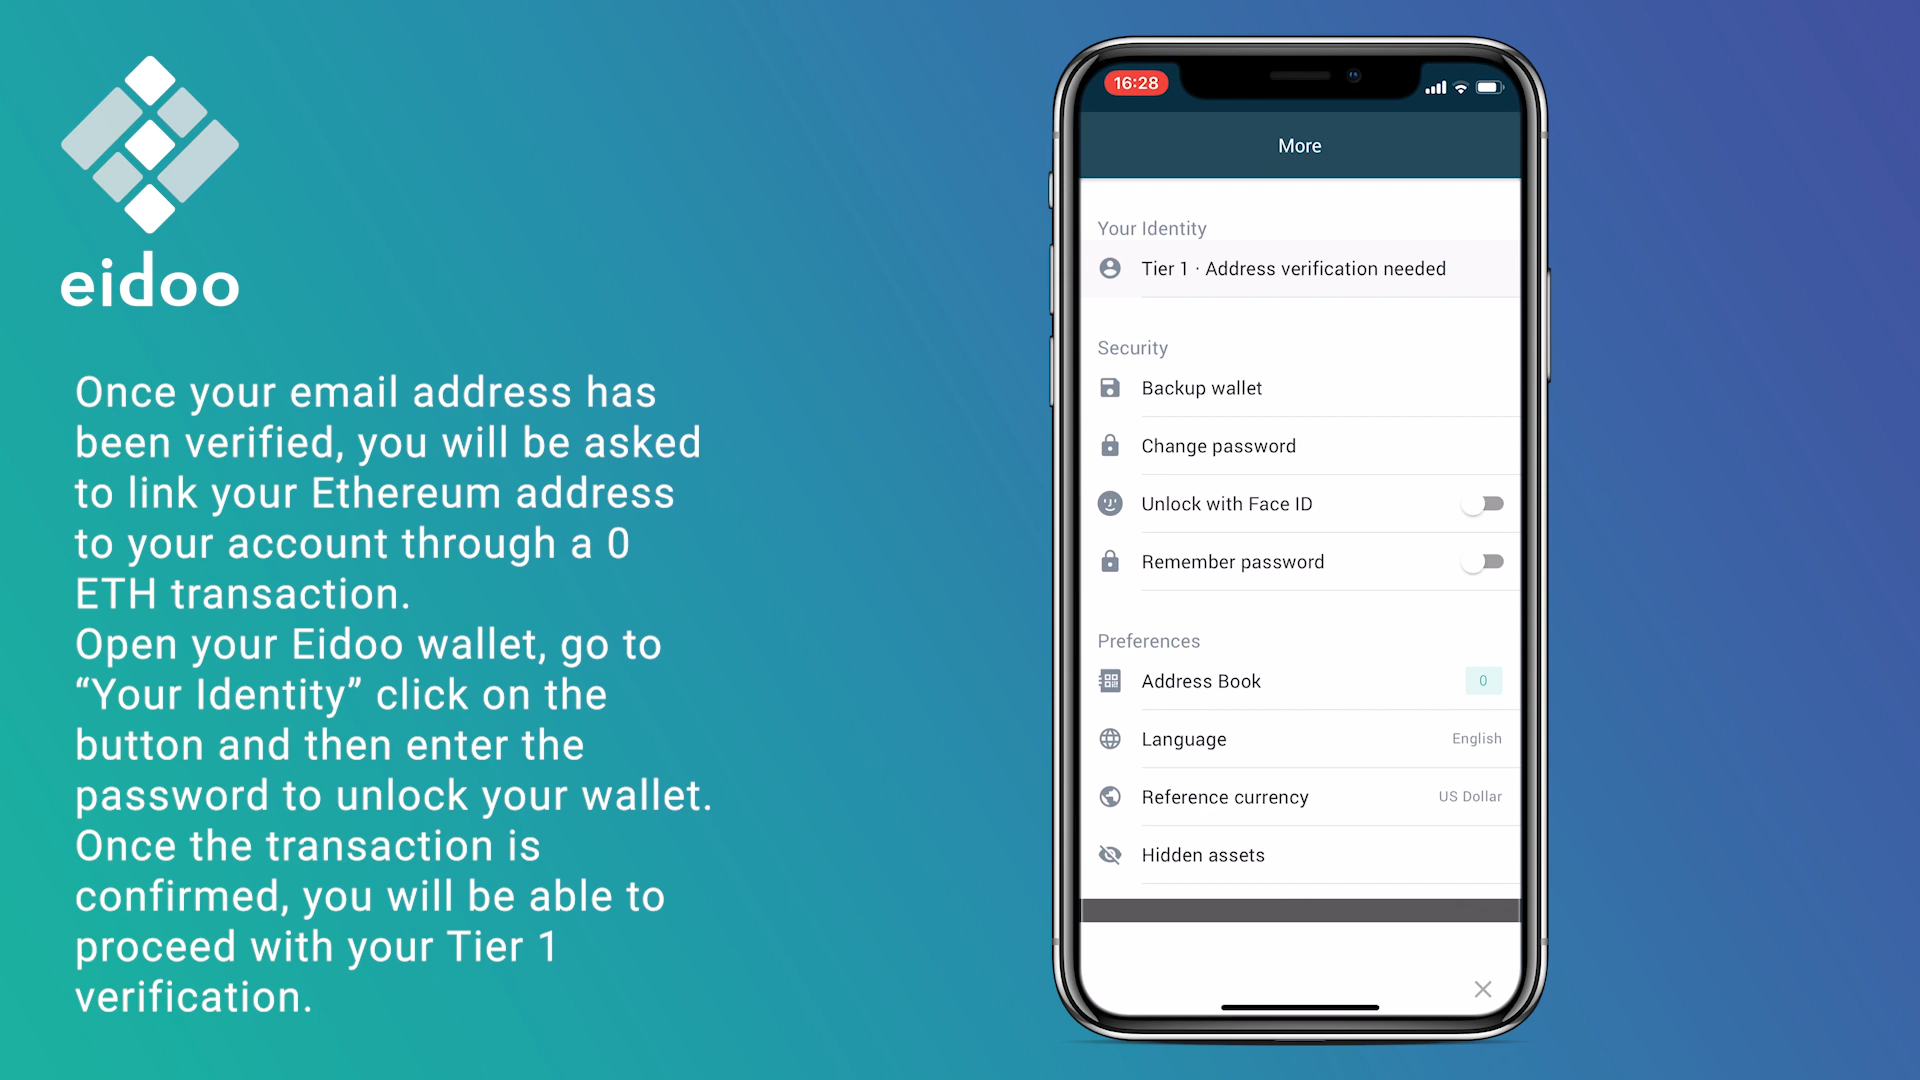 eidoo
Once your email address has
been verified, you will be asked
to link your Ethereum address
to your account through a 0
ETH transaction.
Open your Eidoo wallet, go to
“Your Identity” click on the
button and then enter the
password to unlock your wallet.
Once the transaction is
confirmed, you will be able to
proceed with your Tier 1
verification.
16:28
More
Your Identity
Tier 1 · Address verification needed
Security
Backup wallet
Change password
Unlock with Face ID
Remember password
Preferences
Address Book 0
Language English
Reference currency US Dollar
Hidden assets